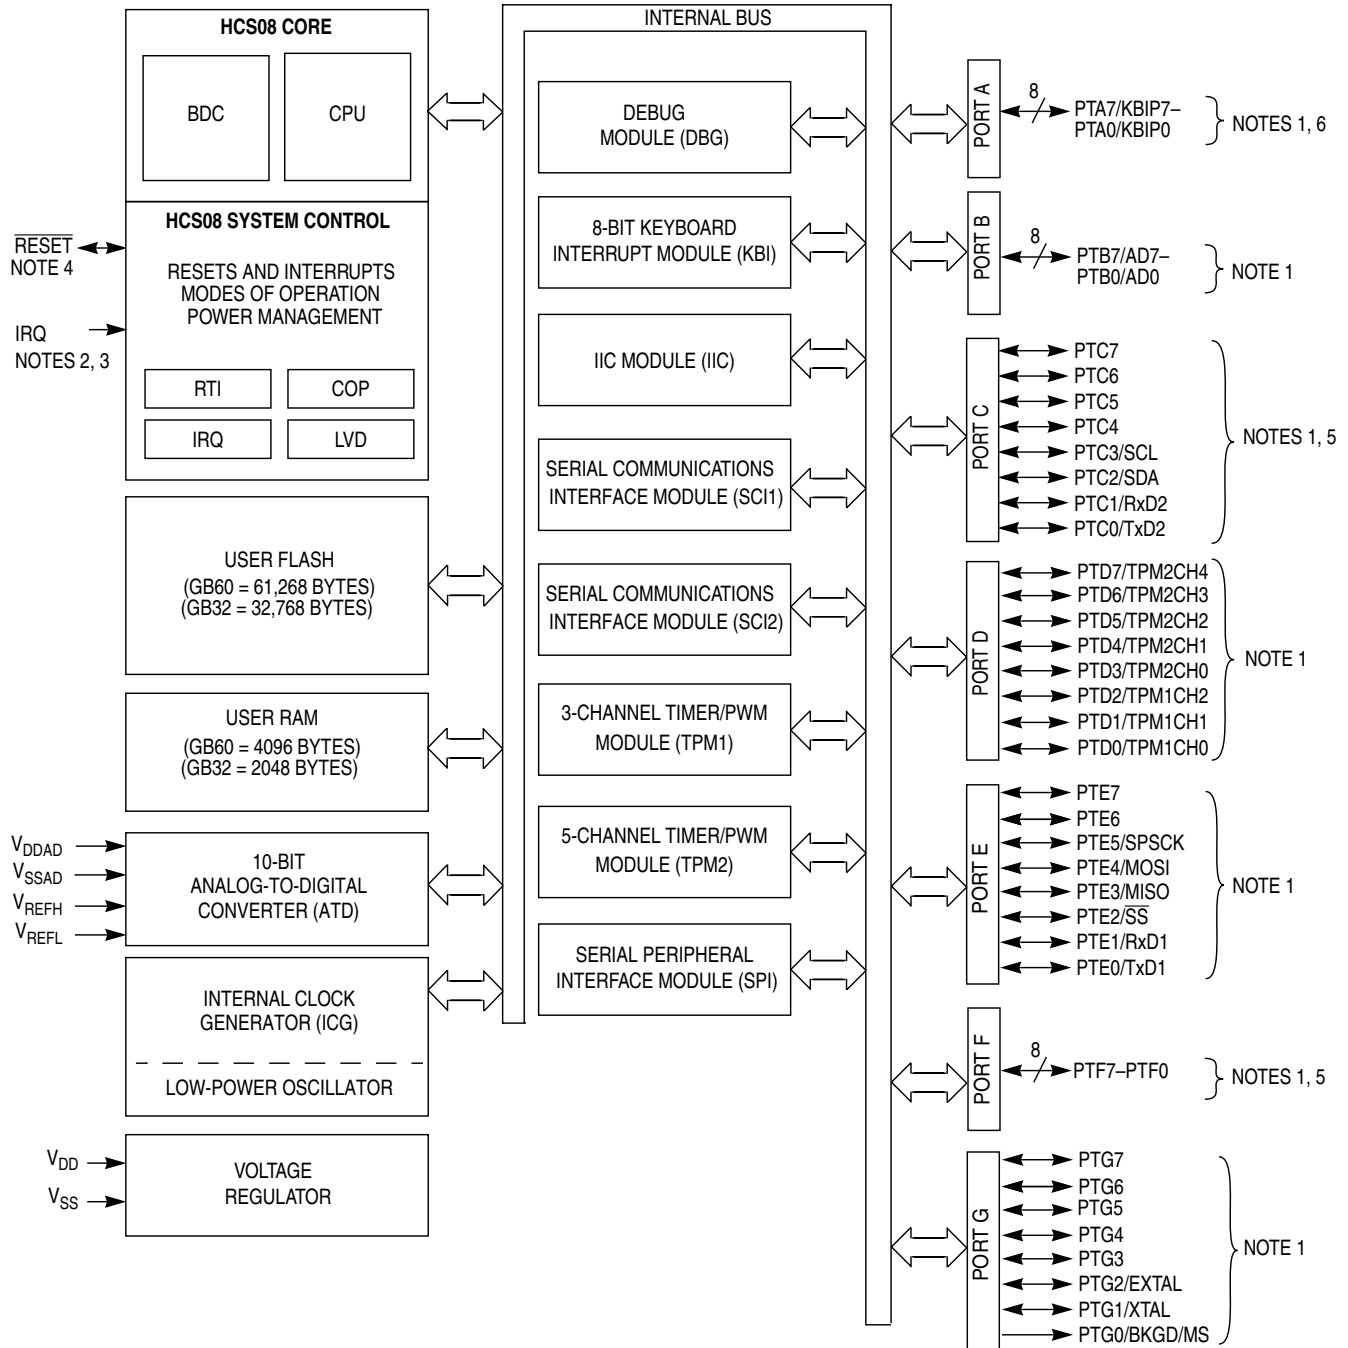 HCS08 CORE
BDC
CPU
HCS08 SYSTEM CONTROL
RESETS AND INTERRUPTS
MODES OF OPERATION
POWER MANAGEMENT
RTI
COP
IRQ
LVD
RESET
NOTE 4
IRQ
NOTES 2, 3
USER FLASH
(GB60 = 61,268 BYTES)
(GB32 = 32,768 BYTES)
USER RAM
(GB60 = 4096 BYTES)
(GB32 = 2048 BYTES)
VDDAD
VSSAD
VREFH
VREFL
10-BIT
ANALOG-TO-DIGITAL
CONVERTER (ATD)
INTERNAL CLOCK
GENERATOR (ICG)
LOW-POWER OSCILLATOR
VDD
VSS
VOLTAGE
REGULATOR
INTERNAL BUS
DEBUG
MODULE (DBG)
8-BIT KEYBOARD
INTERRUPT MODULE (KBI)
IIC MODULE (IIC)
SERIAL COMMUNICATIONS
INTERFACE MODULE (SCI1)
SERIAL COMMUNICATIONS
INTERFACE MODULE (SCI2)
3-CHANNEL TIMER/PWM
MODULE (TPM1)
5-CHANNEL TIMER/PWM
MODULE (TPM2)
SERIAL PERIPHERAL
INTERFACE MODULE (SPI)
PORT A
8
PTA7/KBIP7–
PTA0/KBIP0
NOTES 1, 6
PORT B
8
PTB7/AD7–
PTB0/AD0
NOTE 1
PORT C
PTC7
PTC6
PTC5
PTC4
PTC3/SCL
PTC2/SDA
PTC1/RxD2
PTC0/TxD2
NOTES 1, 5
PORT D
PTD7/TPM2CH4
PTD6/TPM2CH3
PTD5/TPM2CH2
PTD4/TPM2CH1
PTD3/TPM2CH0
PTD2/TPM1CH2
PTD1/TPM1CH1
PTD0/TPM1CH0
NOTE 1
PORT E
PTE7
PTE6
PTE5/SPSCK
PTE4/MOSI
PTE3/MISO
PTE2/SS
PTE1/RxD1
PTE0/TxD1
NOTE 1
PORT F
8
PTF7–PTF0
NOTES 1, 5
PORT G
PTG7
PTG6
PTG5
PTG4
PTG3
PTG2/EXTAL
PTG1/XTAL
PTG0/BKGD/MS
NOTE 1